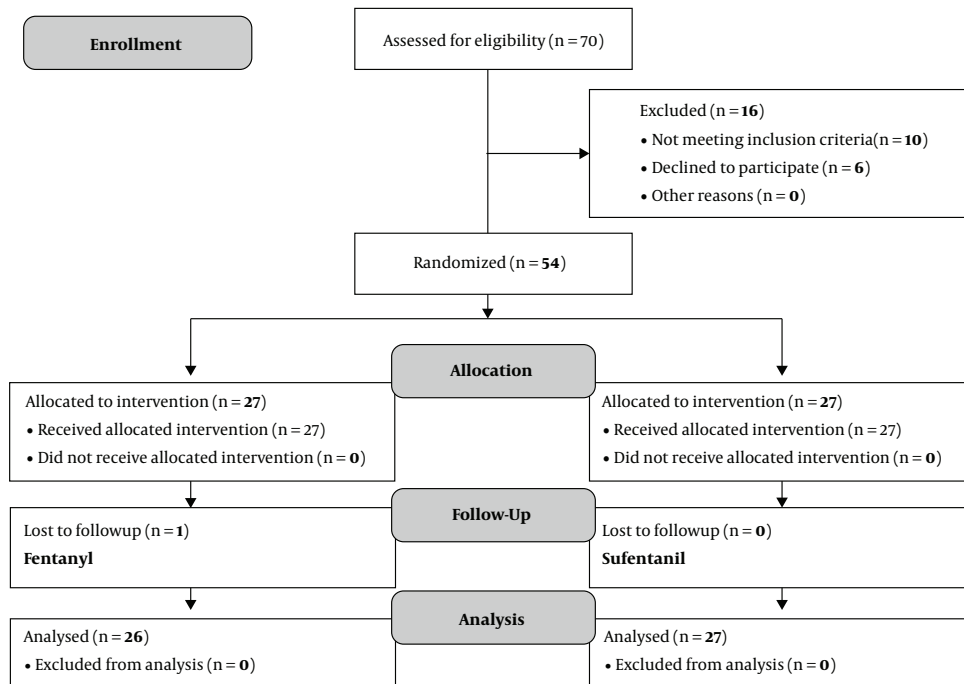 Enrollment
Assessed for eligibility (n = 70)
Excluded (n = 16)
• Not meeting inclusion criteria(n = 10)
• Declined to participate (n = 6)
• Other reasons (n = 0)
Randomized (n = 54)
Allocation
Allocated to intervention (n = 27)
• Received allocated intervention (n = 27)
• Did not receive allocated intervention (n = 0)
Allocated to intervention (n = 27)
• Received allocated intervention (n = 27)
• Did not receive allocated intervention (n = 0)
Follow-Up
Lost to followup (n = 1)
Fentanyl
Lost to followup (n = 0)
Sufentanil
Analysis
Analysed (n = 26)
• Excluded from analysis (n = 0)
Analysed (n = 27)
• Excluded from analysis (n = 0)